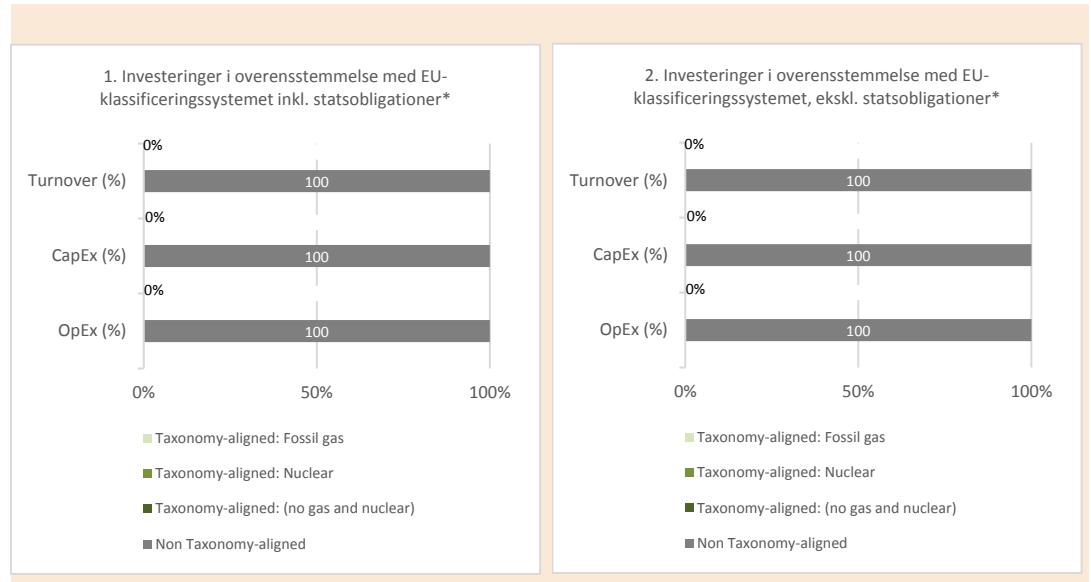 1. Investeringer i overensstemmelse med EU-
klassificeringssystemet inkl. statsobligationer*
0%
Turnover (%)
100
0%
CapEx (%)
100
0%
OpEx (%)
100
0% 50% 100%
Taxonomy-aligned: Fossil gas
Taxonomy-aligned: Nuclear
Taxonomy-aligned: (no gas and nuclear)
Non Taxonomy-aligned
2. Investeringer i overensstemmelse med EU-
klassificeringssystemet, ekskl. statsobligationer*
0%
Turnover (%)
100
0%
CapEx (%)
100
0%
OpEx (%)
100
0% 50% 100%
Taxonomy-aligned: Fossil gas
Taxonomy-aligned: Nuclear
Taxonomy-aligned: (no gas and nuclear)
Non Taxonomy-aligned